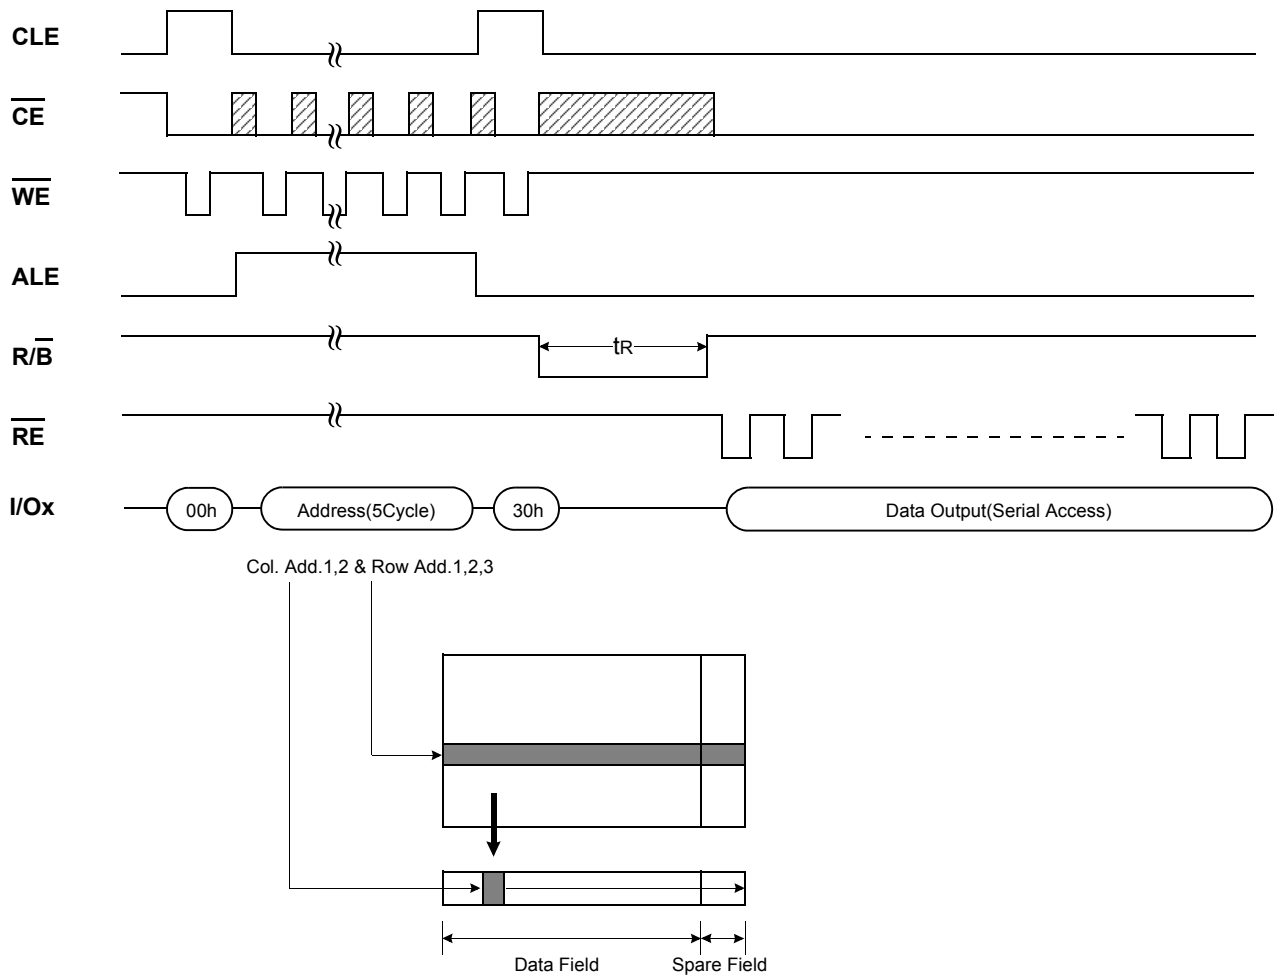 CLE
CE
WE
ALE
R/B
tR
RE
I/Ox
00h
Address(5Cycle)
30h
Data Output(Serial Access)
Col. Add.1,2 & Row Add.1,2,3
Data Field
Spare Field